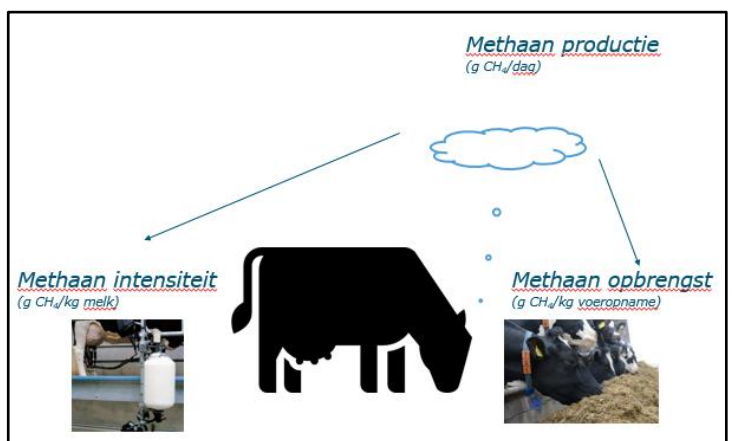 Methaan productie
(g CH₄/dag)
Methaan intensiteit
(g CH₄/kg melk)
Methaan opbrengst
(g CH₄/kg voeropname)